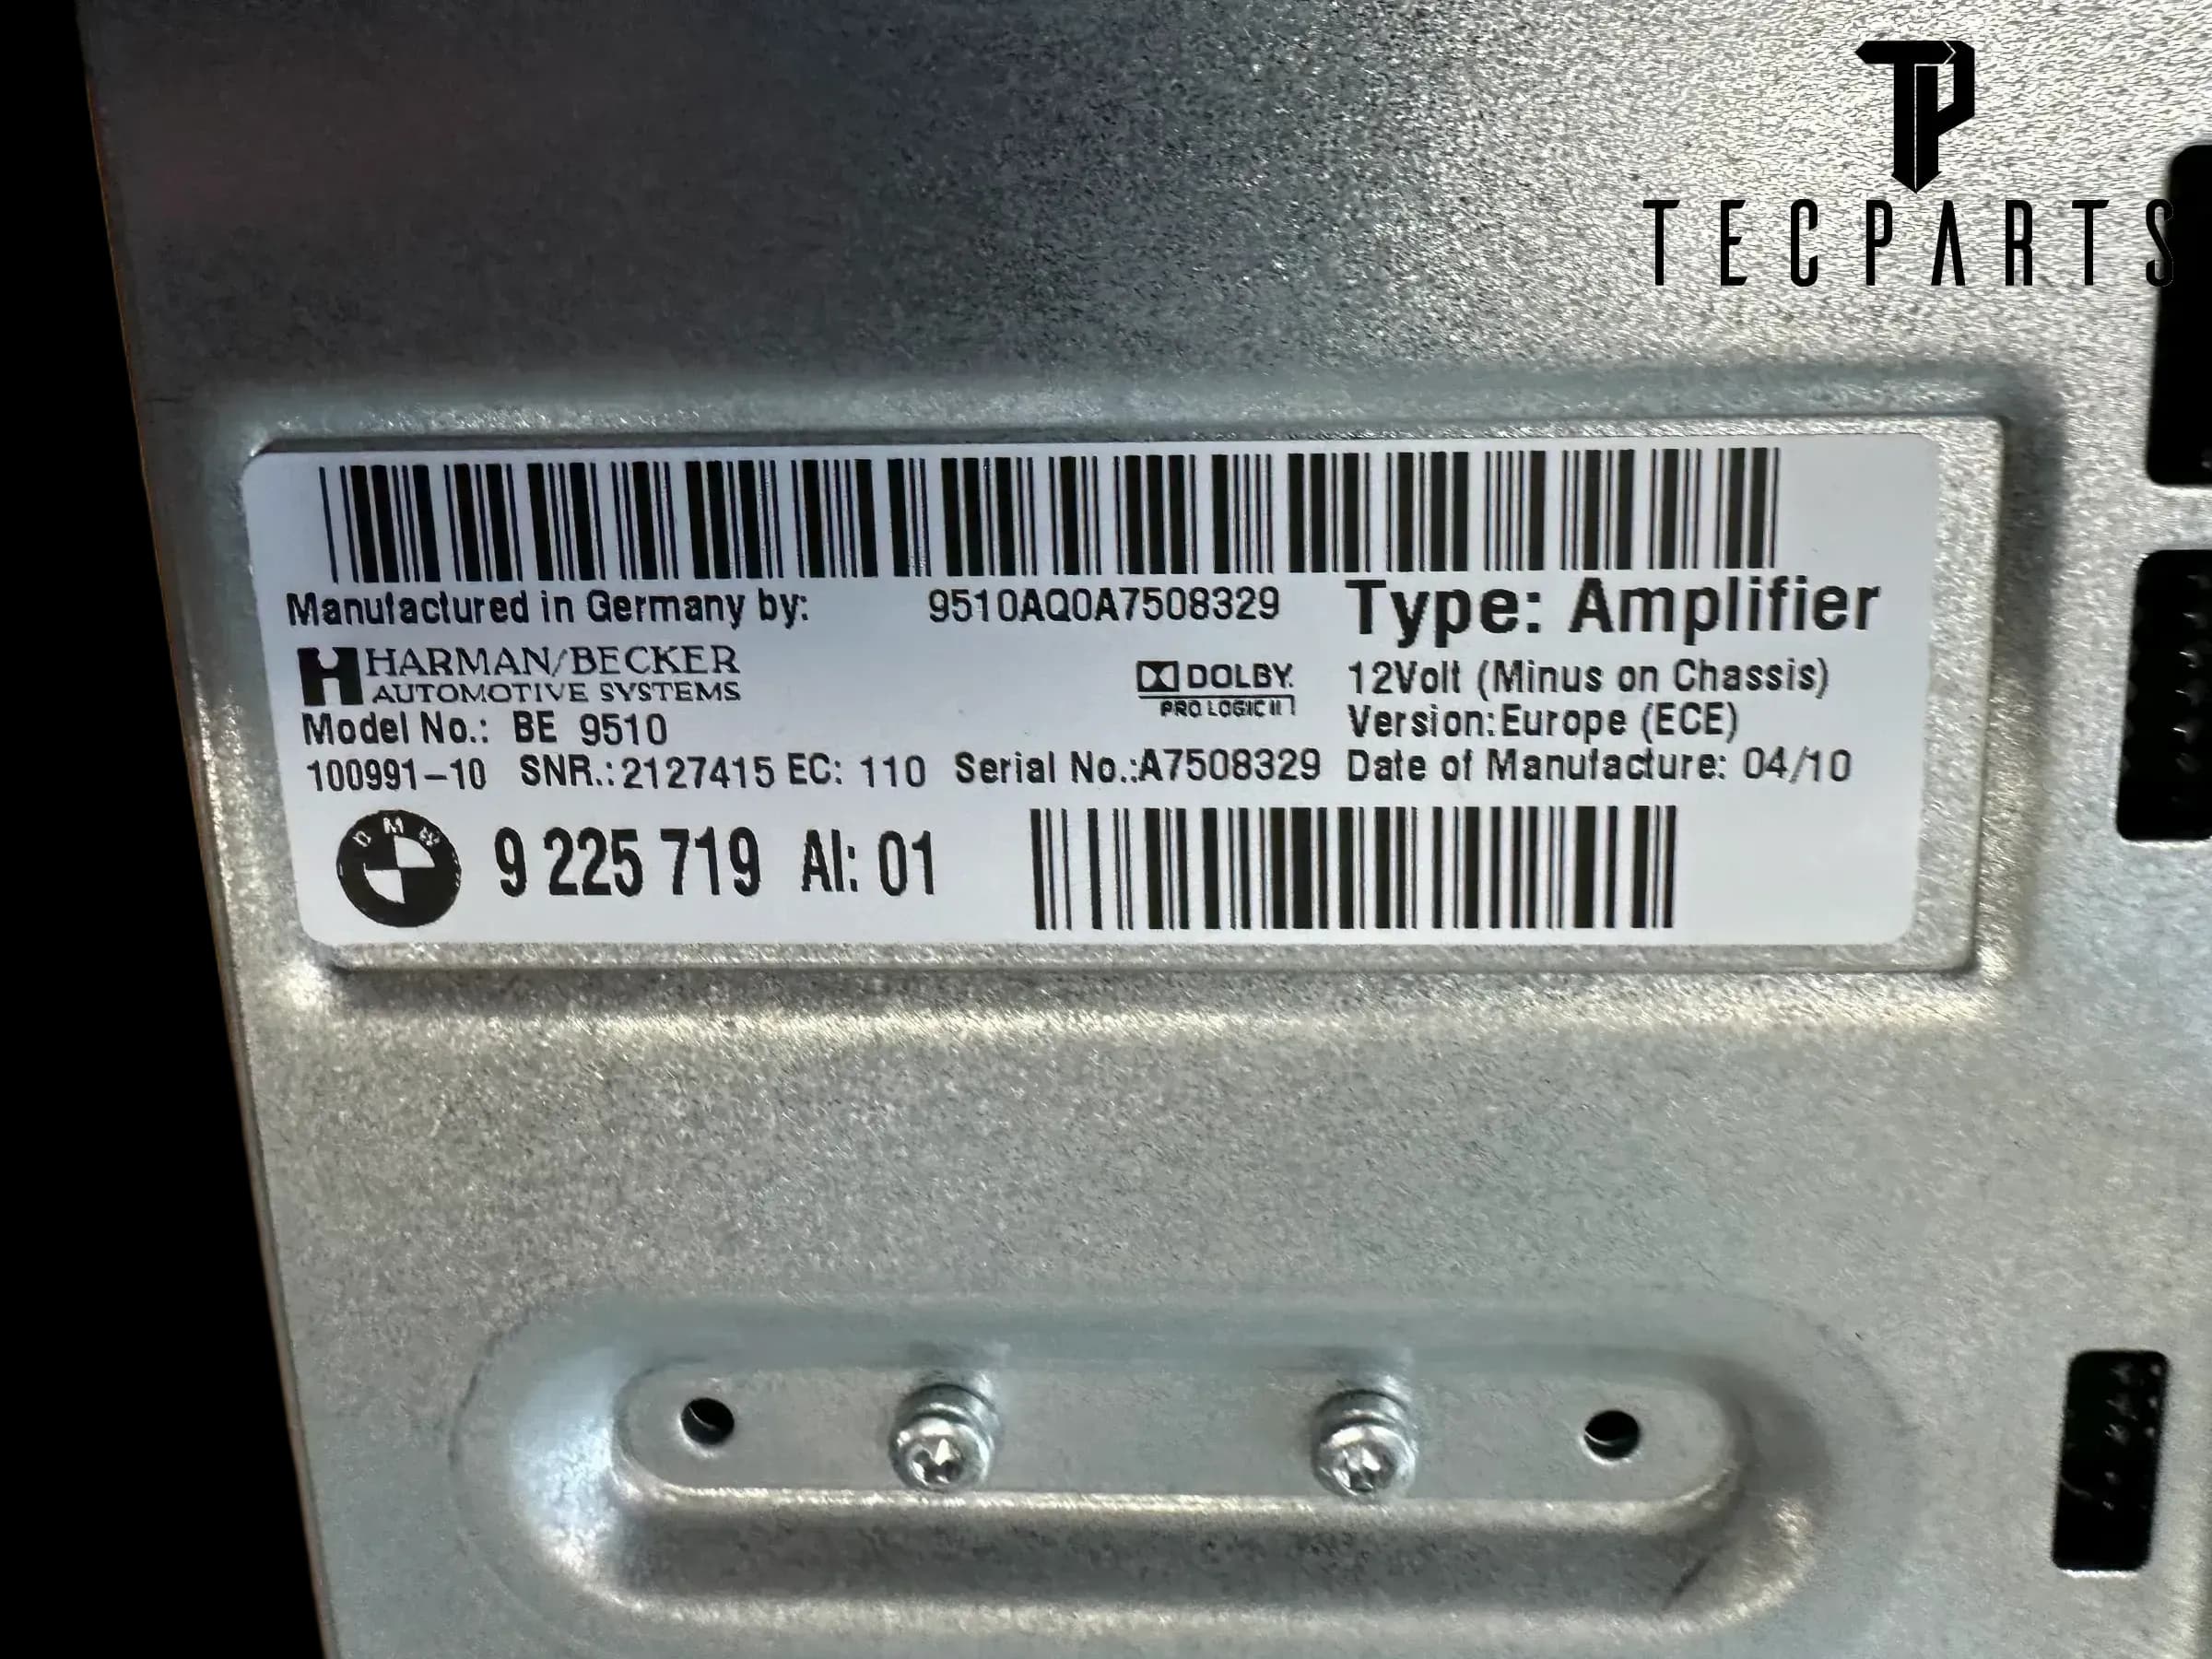 TP
TECPARTS
Manufactured in Germany by: 9510AQ0A7508329 Type: Amplifier
HARMAN/BECKER
AUTOMOTIVE SYSTEMS
DOLBY.
PRO LOGIC II
12Volt (Minus on Chassis)
Model No.: BE 9510
Version:Europe (ECE)
100991-10 SNR.:2127415 EC: 110 Serial No.:A7508329 Date of Manufacture: 04/10
BMW 9 225 719 AI: 01